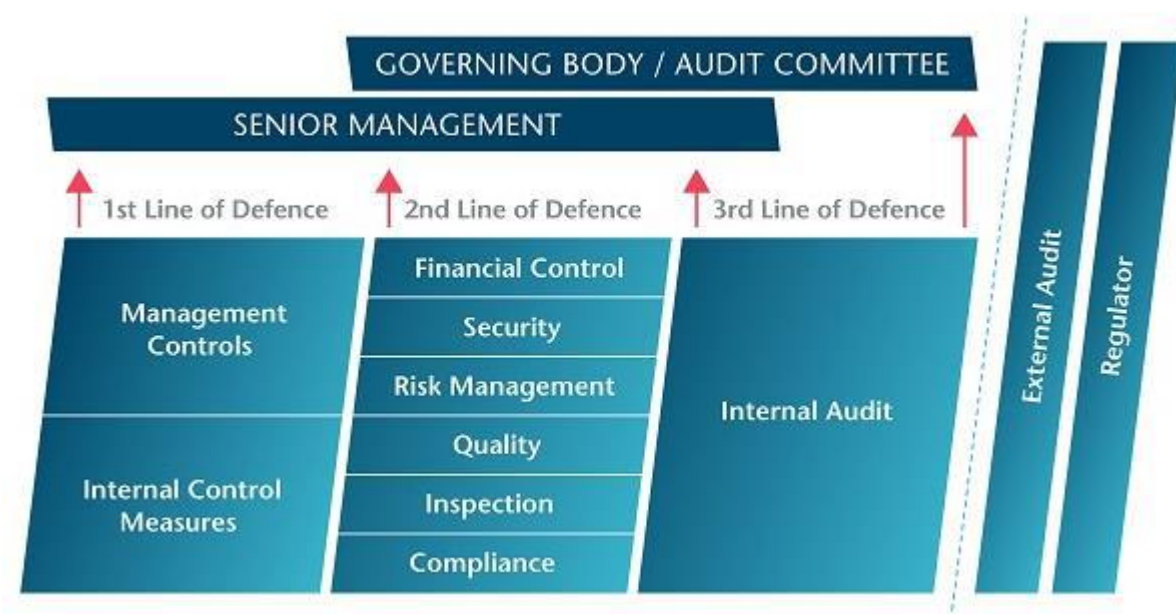 GOVERNING BODY / AUDIT COMMITTEE
SENIOR MANAGEMENT
1st Line of Defence
2nd Line of Defence
3rd Line of Defence
Management
Controls
Internal Control
Measures
Financial Control
Security
Risk Management
Quality
Inspection
Compliance
Internal Audit
External Audit
Regulator